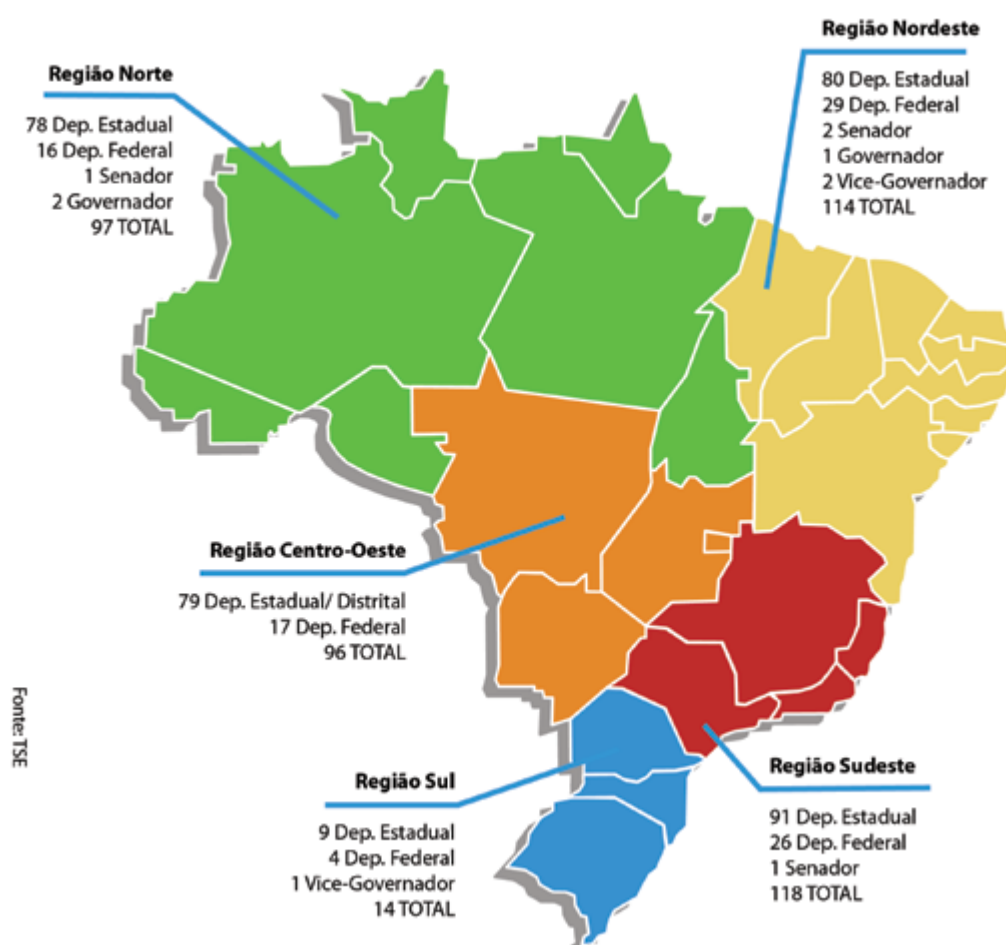 Região Norte
78 Dep. Estadual
16 Dep. Federal
1 Senador
2 Governador
97 TOTAL
Região Nordeste
80 Dep. Estadual
29 Dep. Federal
2 Senador
1 Governador
2 Vice-Governador
114 TOTAL
Região Centro-Oeste
79 Dep. Estadual/ Distrital
17 Dep. Federal
96 TOTAL
Região Sul
9 Dep. Estadual
4 Dep. Federal
1 Vice-Governador
14 TOTAL
Região Sudeste
91 Dep. Estadual
26 Dep. Federal
1 Senador
118 TOTAL
Fonte: TSE